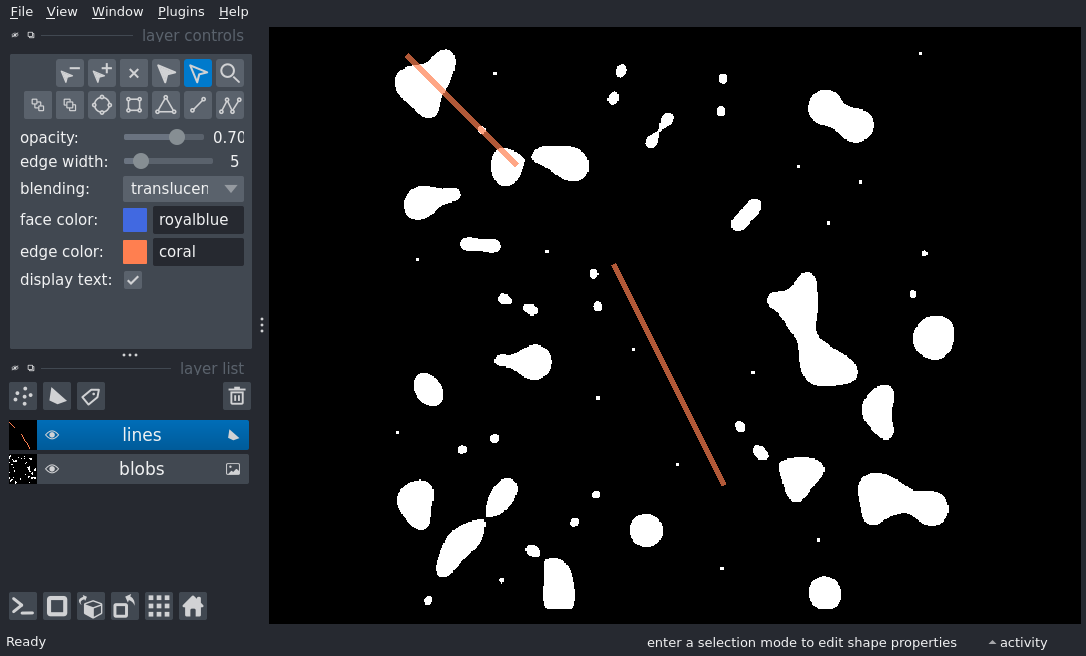 File View Window Plugins Help
layer controls
opacity: 0.70
edge width: 5
blending: translucen
face color: royalblue
edge color: coral
display text:
layer list
lines
blobs
Ready enter a selection mode to edit shape properties activity